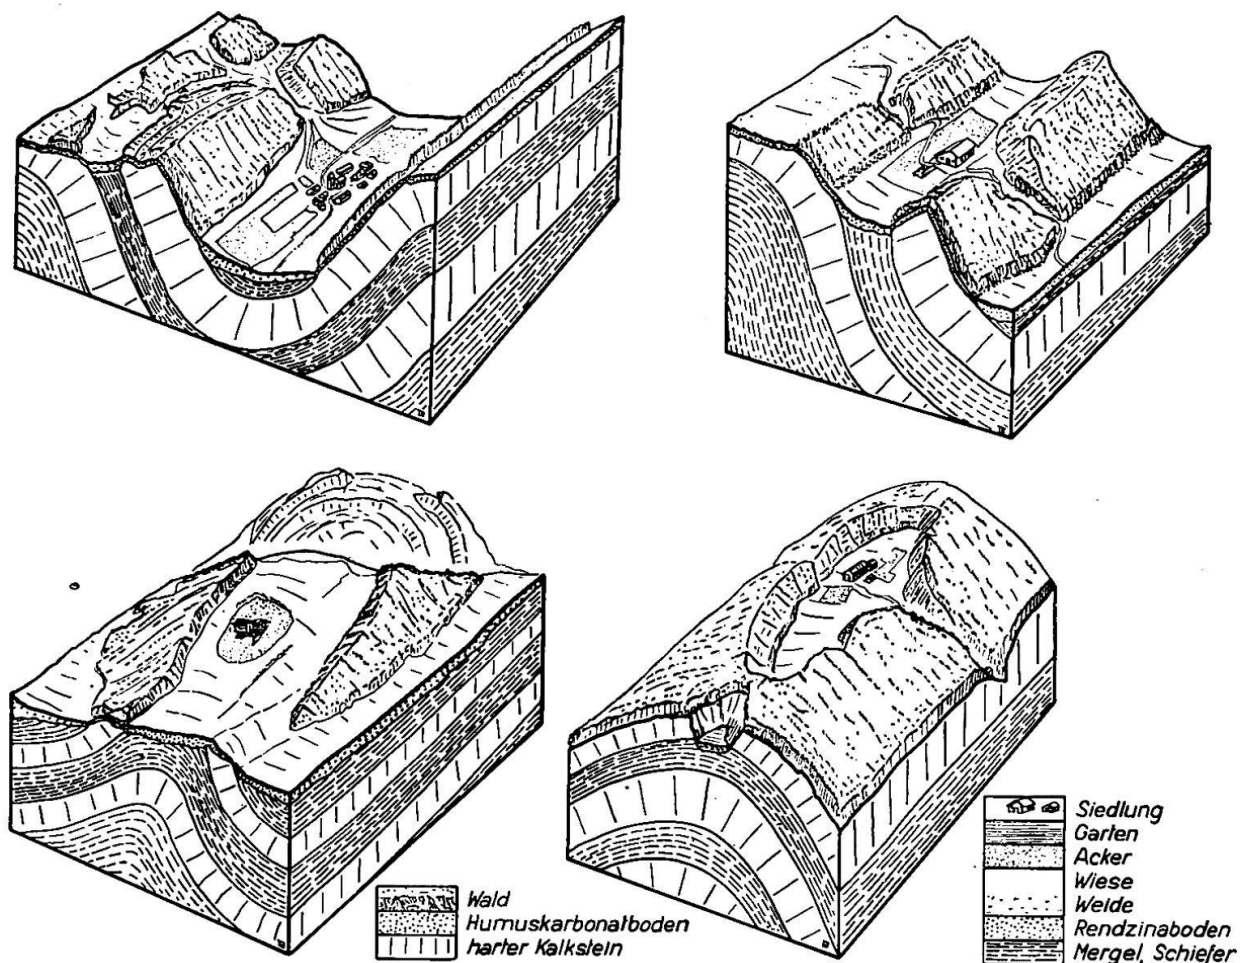 Wald
Humuskarbonatboden
harter Kalkstein
Siedlung
Garten
Acker
Wiese
Weide
Rendzinaboden
Mergel, Schiefer